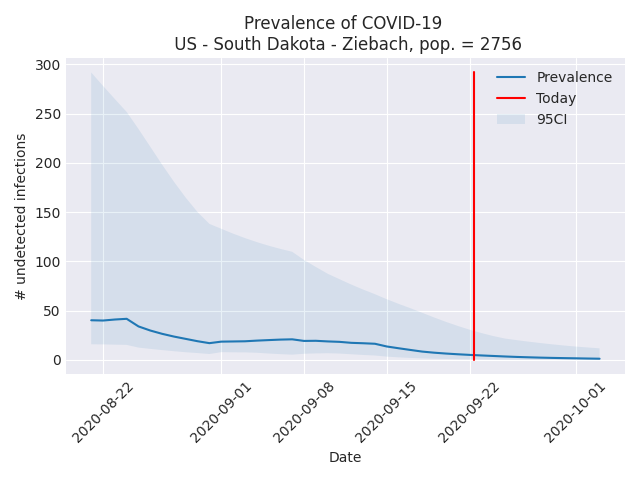 Prevalence of COVID-19
US - South Dakota - Ziebach, pop. = 2756
Prevalence
Today
95CI
# undetected infections
300
250
200
150
100
50
0
2020-08-22
2020-09-01
2020-09-08
2020-09-15
2020-09-22
2020-10-01
Date